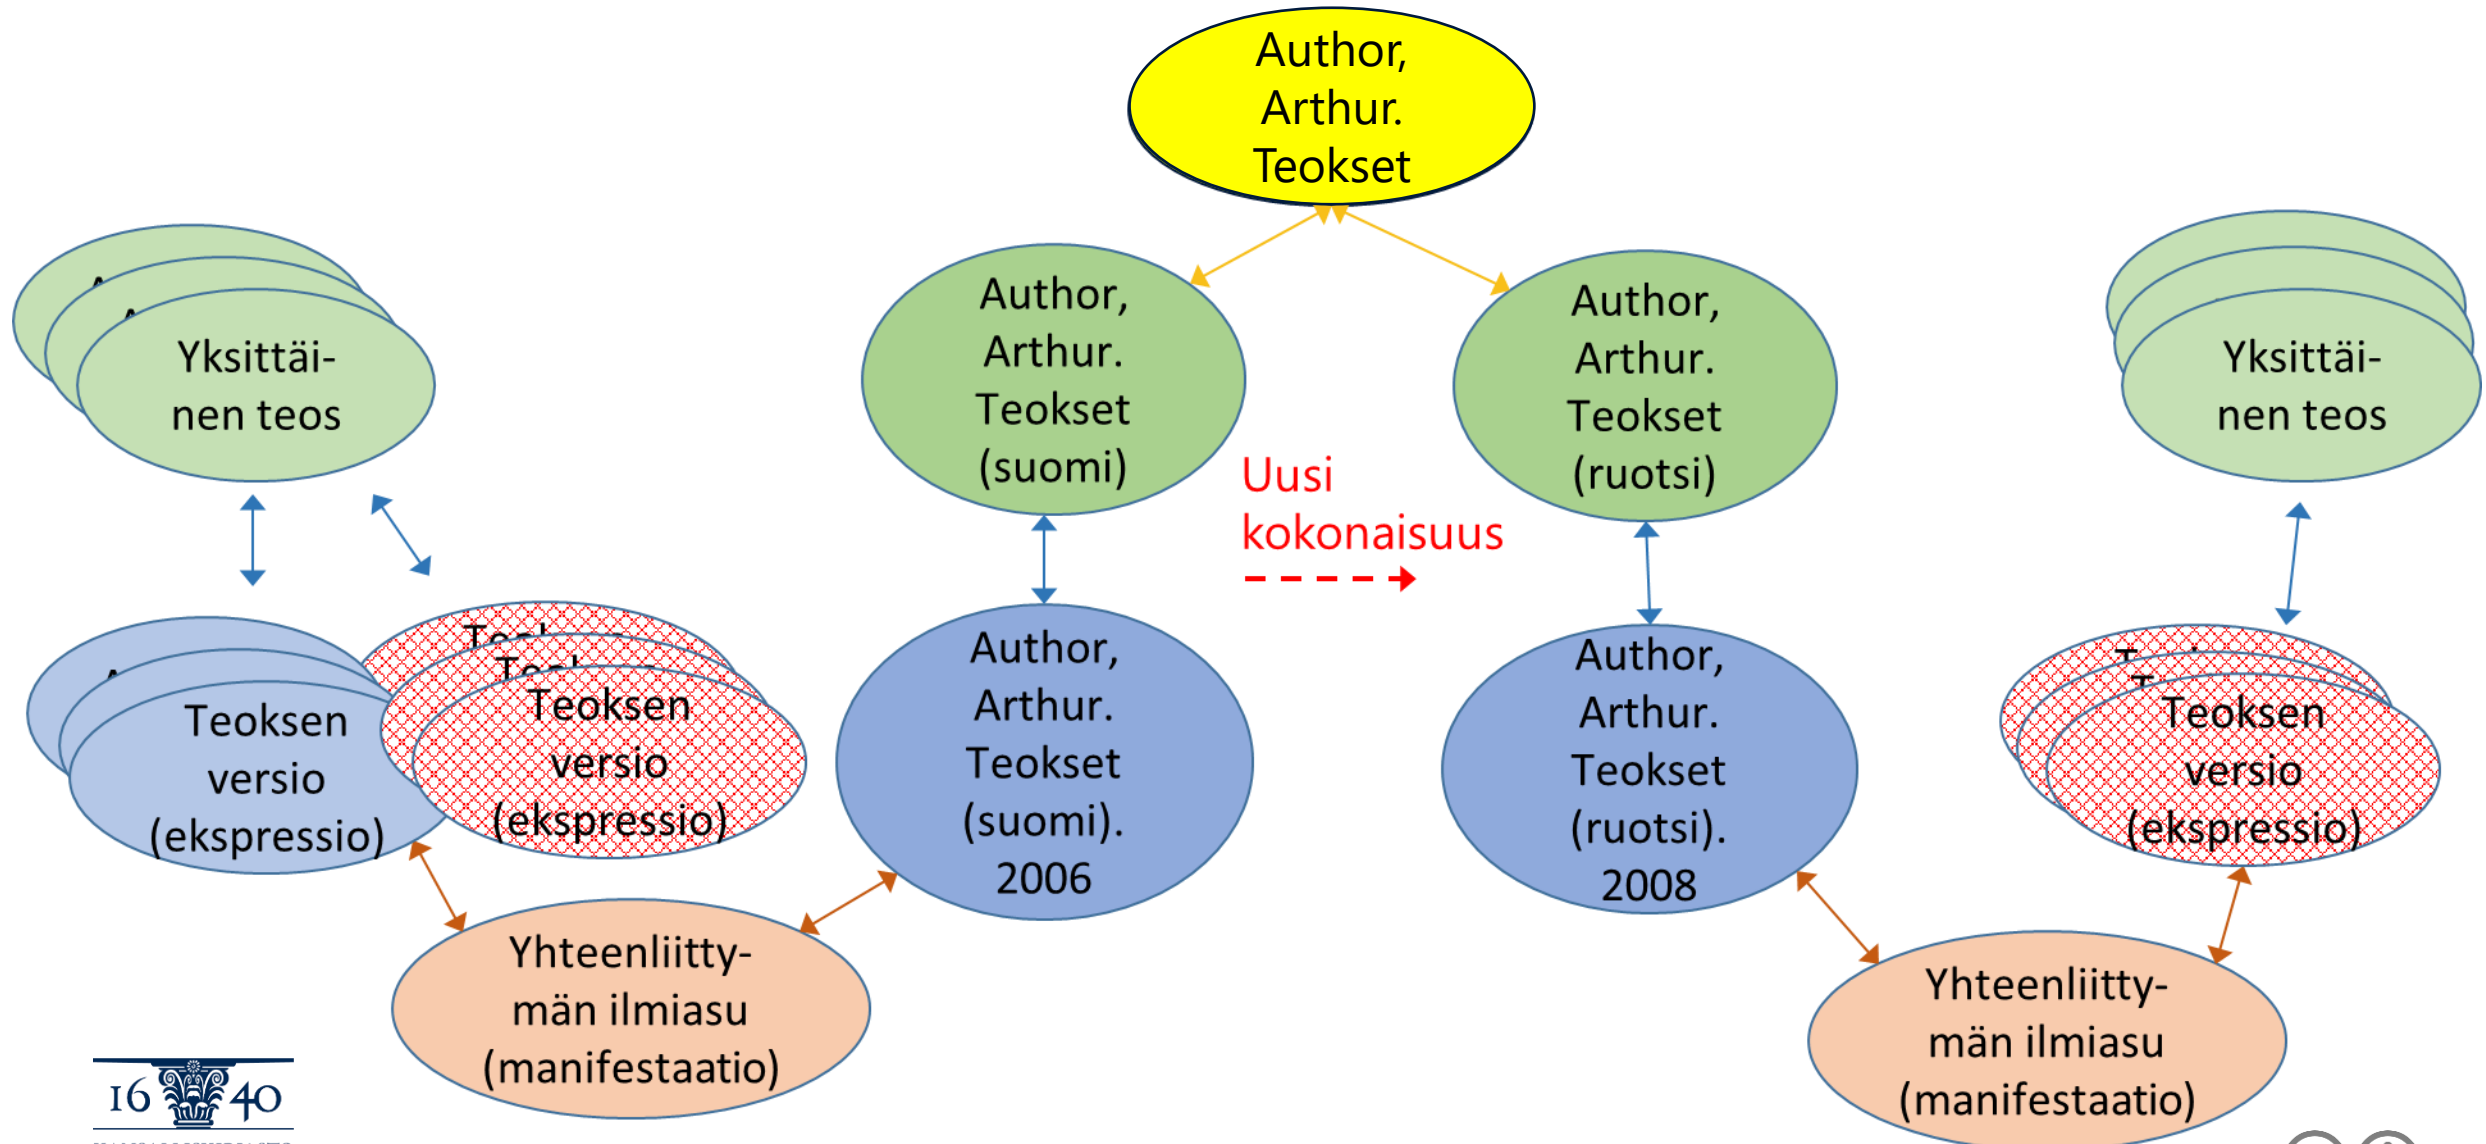 Author,
Arthur.
Teokset
Yksittäi-
nen teos
Author,
Arthur.
Teokset
(suomi)
Author,
Arthur.
Teokset
(ruotsi)
Yksittäi-
nen teos
Uusi
kokonaisuus
Teoksen
versio
(ekspressio)
Teoksen
versio
(ekspressio)
Author,
Arthur.
Teokset
(suomi).
2006
Author,
Arthur.
Teokset
(ruotsi).
2008
Teoksen
versio
(ekspressio)
Yhteenliitty-
män ilmiasu
(manifestaatio)
Yhteenliitty-
män ilmiasu
(manifestaatio)
16 40